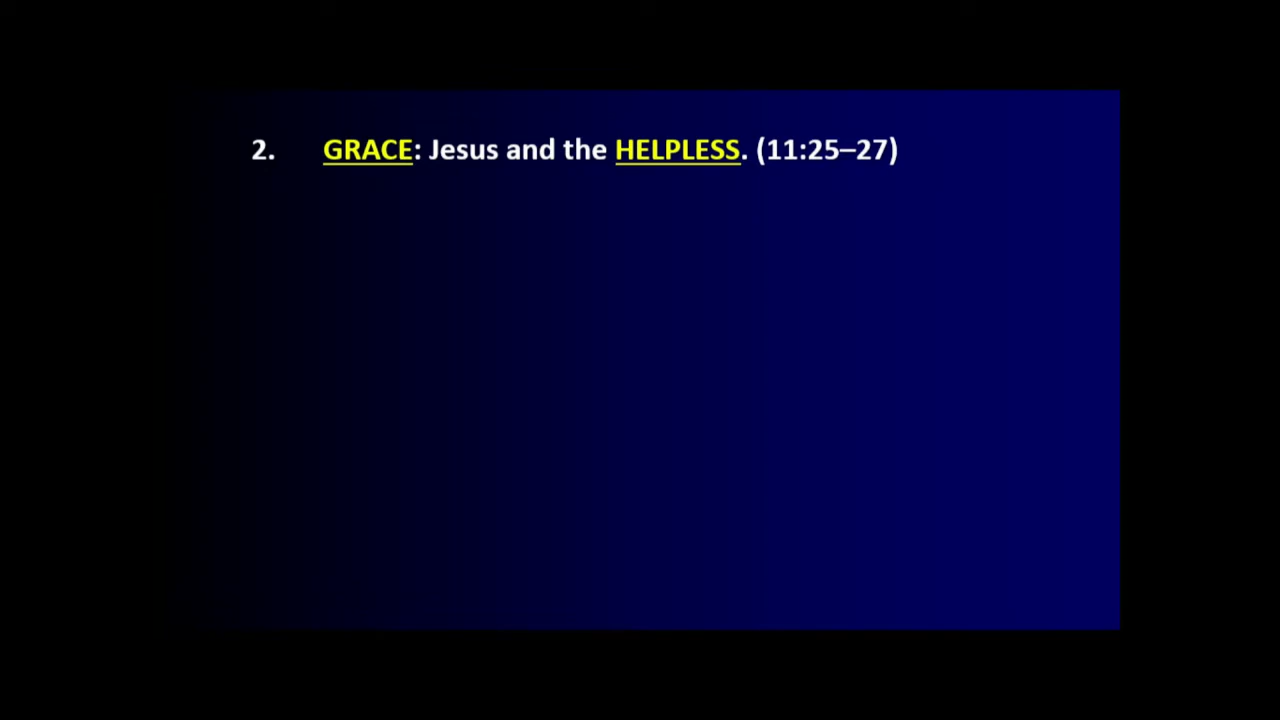 2. GRACE: Jesus and the HELPLESS. (11:25–27)